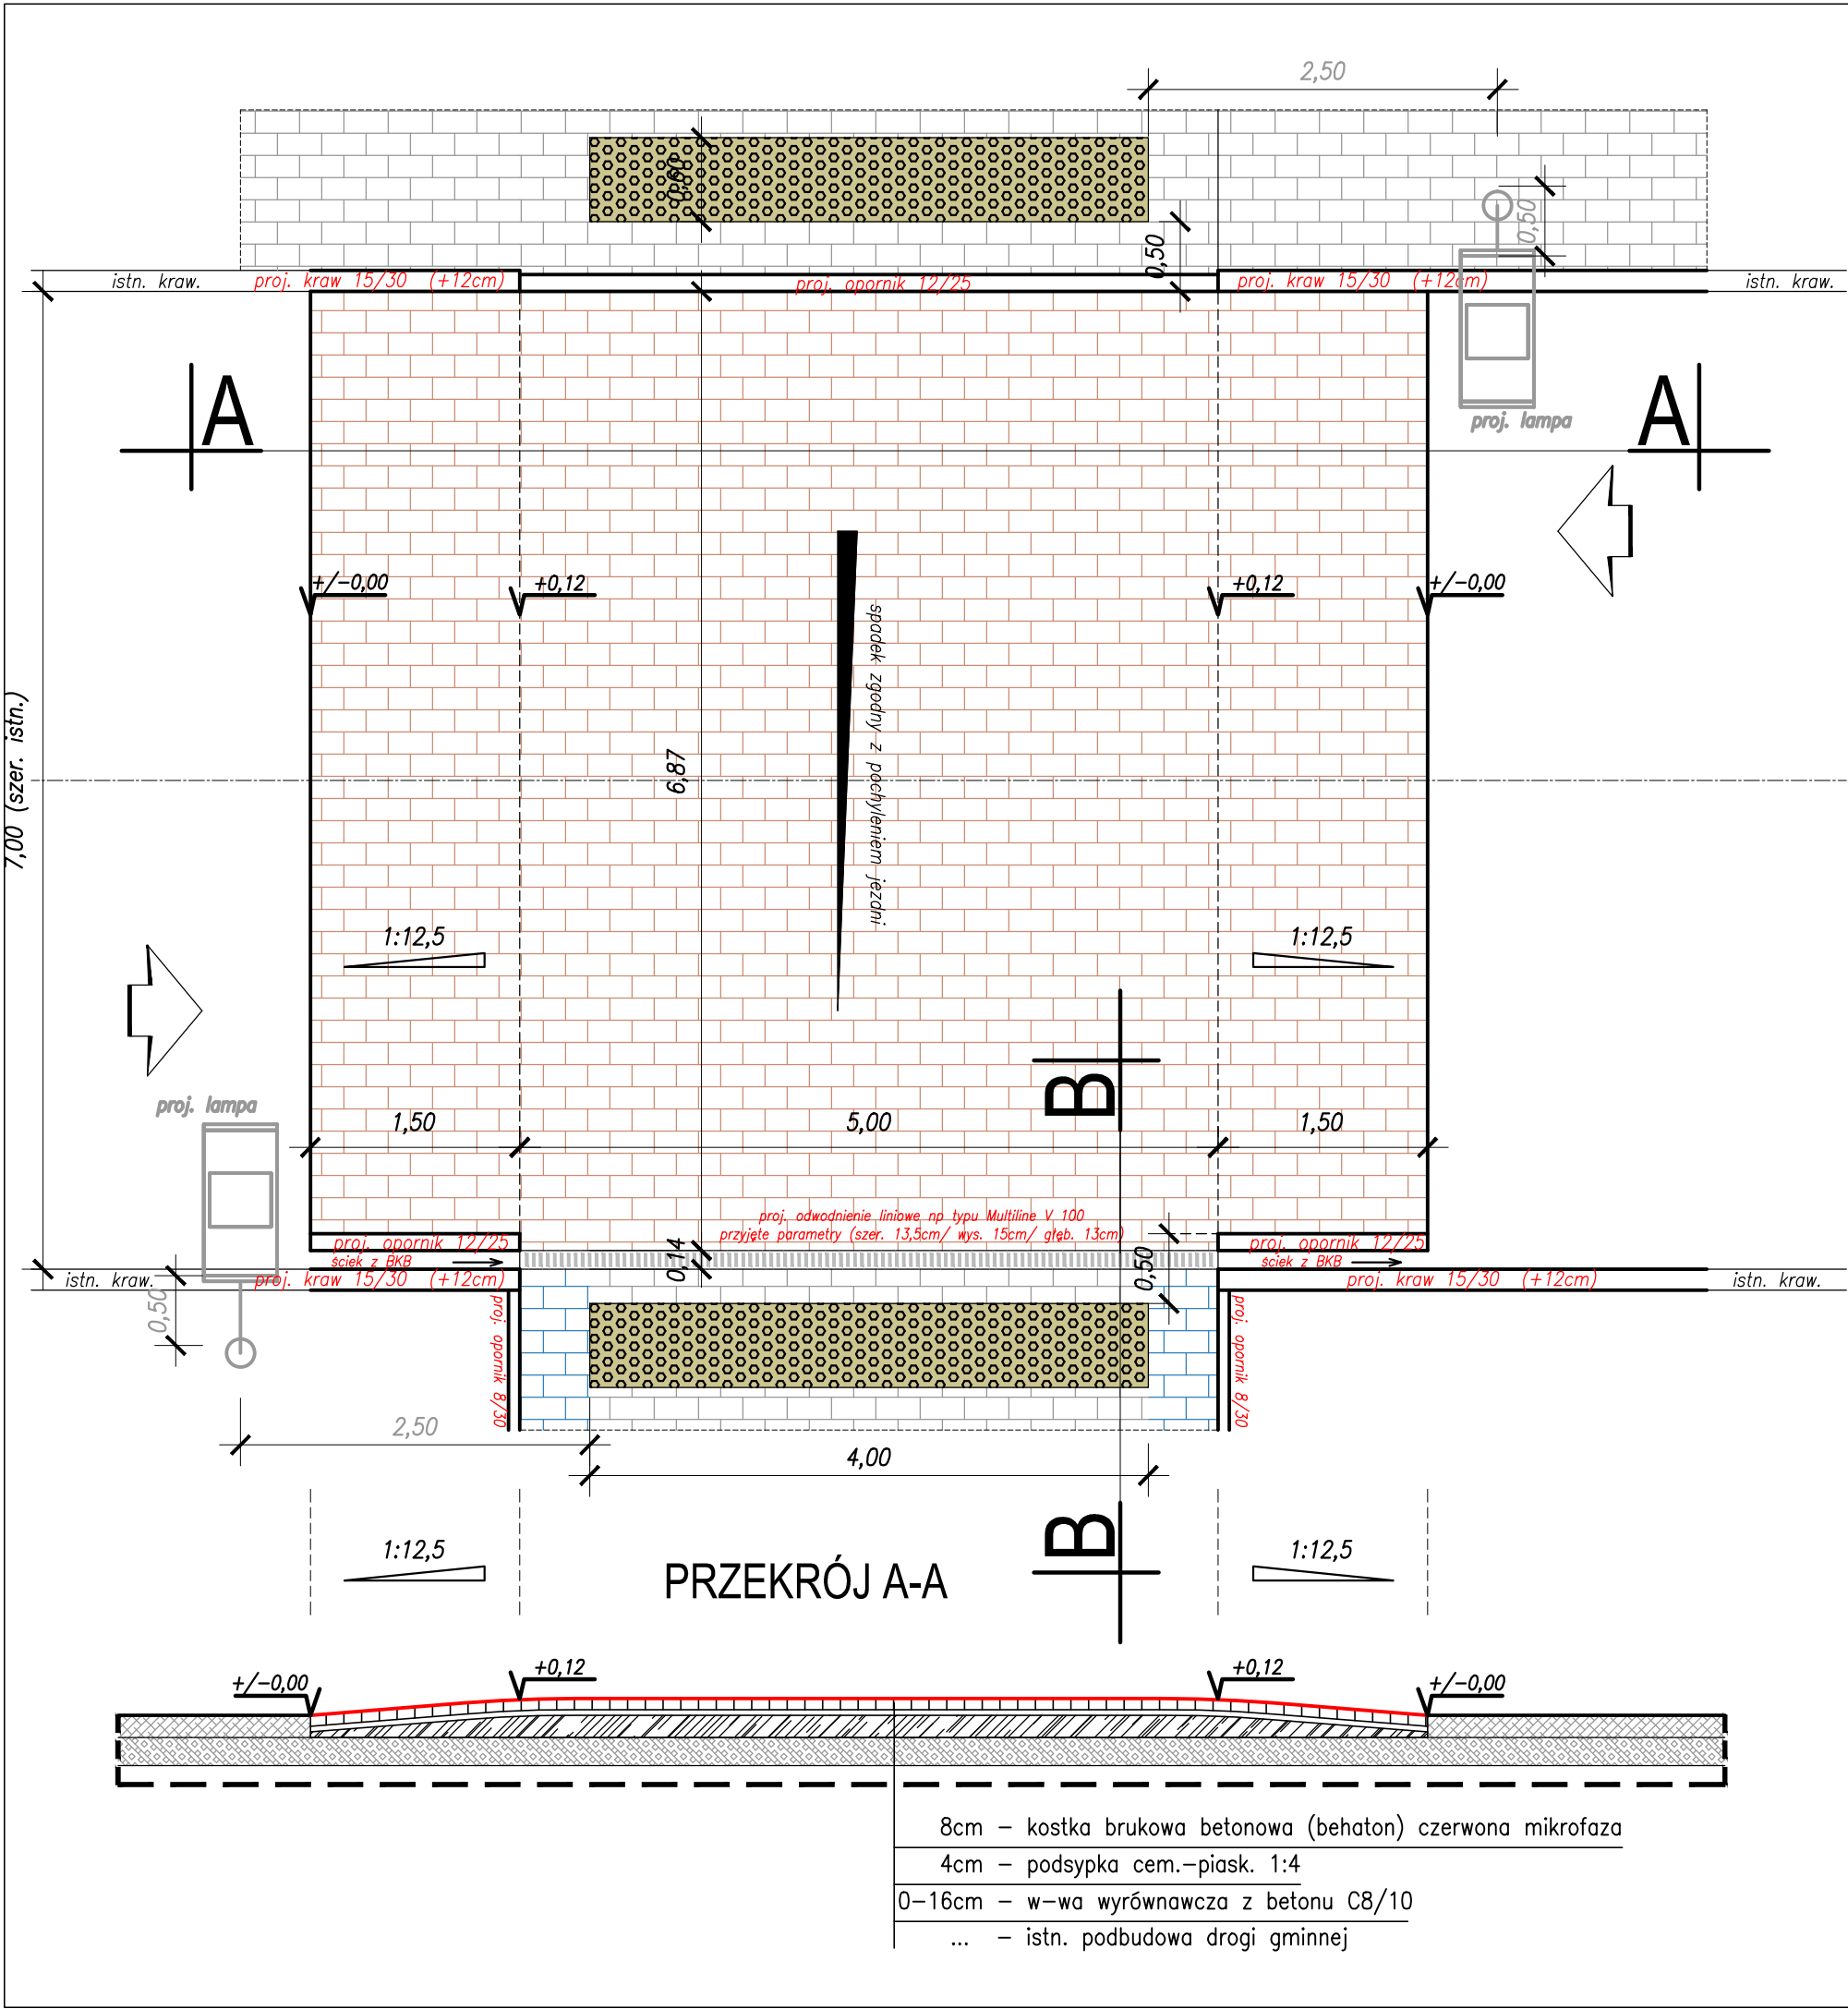 2,50
0,60
0,50
0,50
istn. kraw.
proj. kraw 15/30 (+12cm)
proj. opornik 12/25
proj. kraw 15/30 (+12cm)
istn. kraw.
A
A
proj. lampa
+/-0,00
+0,12
+0,12
+/-0,00
spadek zgodny z pochyleniem jezdni
7,00 (szer. istn.)
6,87
1:12,5
1:12,5
B
proj. lampa
1,50
5,00
1,50
proj. odwodnienie liniowe np typu Multiline V 100
przyjęte parametry (szer. 13,5cm/ wys. 15cm/ głęb. 13cm)
proj. opornik 12/25
proj. opornik 12/25
ściek z BKB
0,14
0,50
ściek z BKB
istn. kraw.
proj. kraw 15/30 (+12cm)
proj. kraw 15/30 (+12cm)
istn. kraw.
0,50
proj. opornik 8/30
proj. opornik 8/30
2,50
4,00
B
1:12,5
1:12,5
PRZEKRÓJ A-A
+/-0,00
+0,12
+0,12
+/-0,00
8cm – kostka brukowa betonowa (behaton) czerwona mikrofaza
4cm – podsypka cem.-piask. 1:4
0-16cm – w-wa wyrównawcza z betonu C8/10
... – istn. podbudowa drogi gminnej